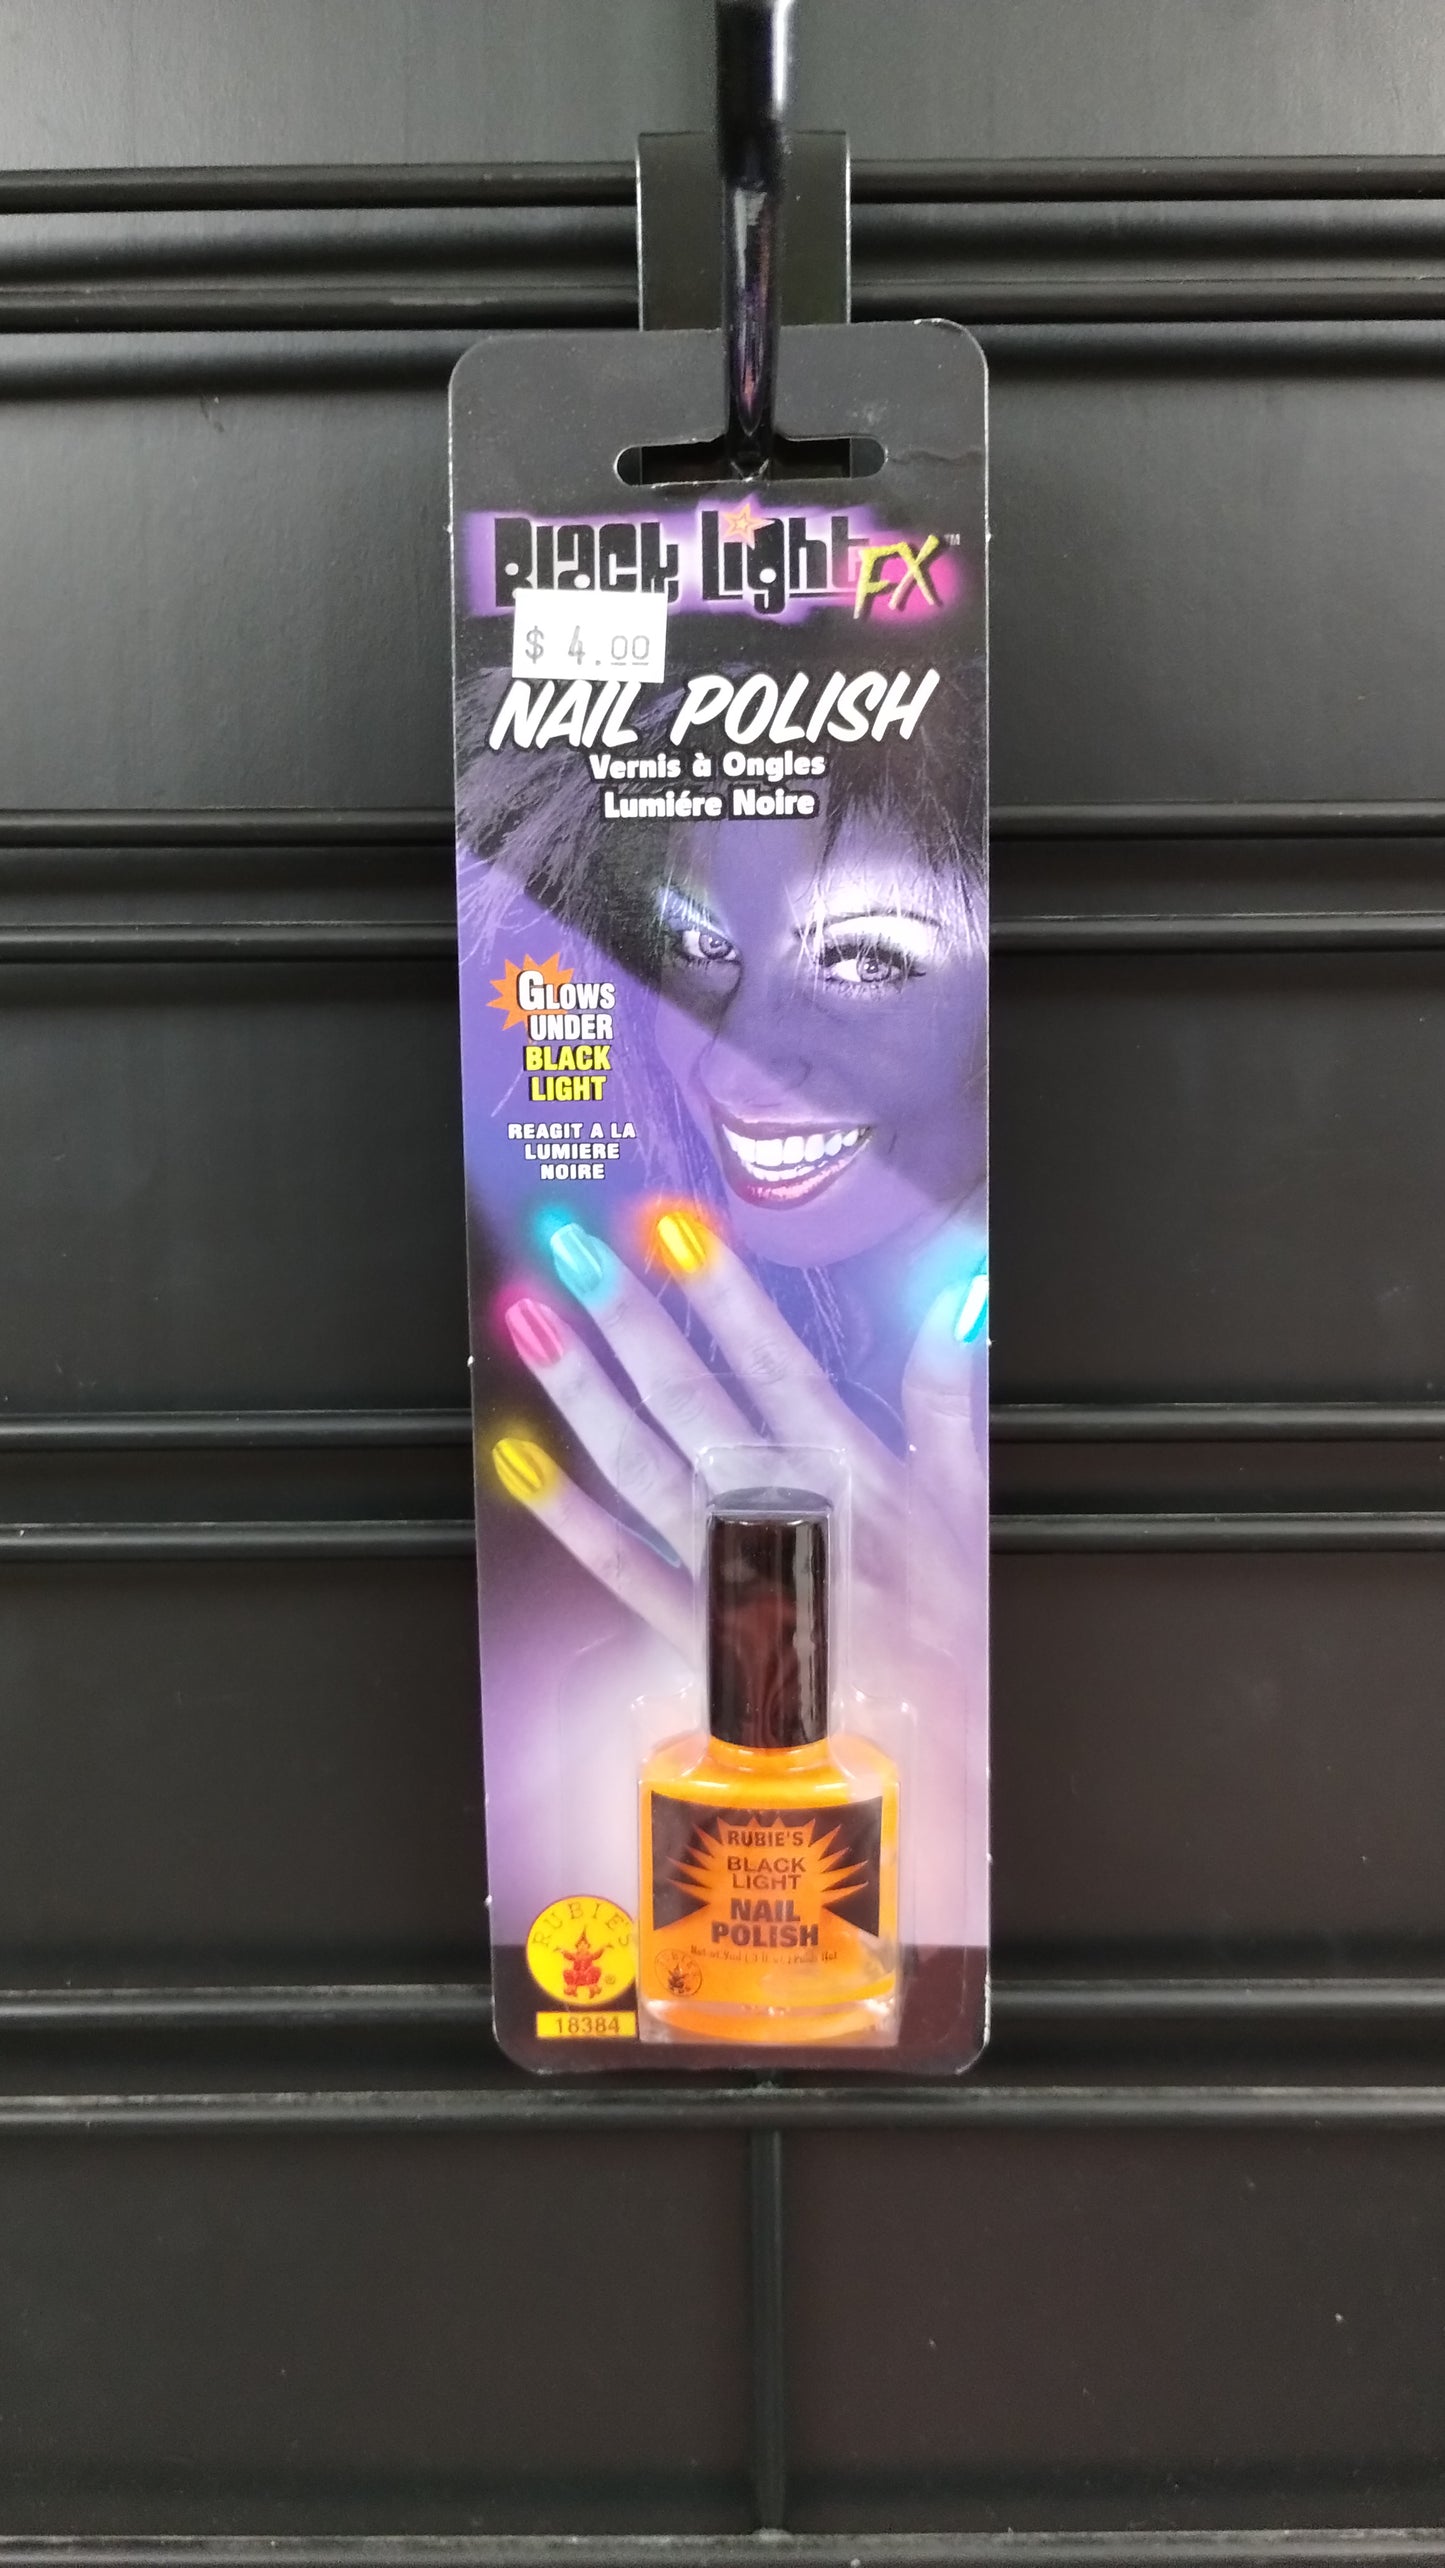 Black Light FX™
$ 4.00
NAIL POLISH
Vernis à Ongles
Lumiére Noire
GLOWS
UNDER
BLACK
LIGHT
REAGIT A LA
LUMIERE
NOIRE
RUBIE'S
BLACK
LIGHT
NAIL
POLISH
RUBIE'S ®
18384